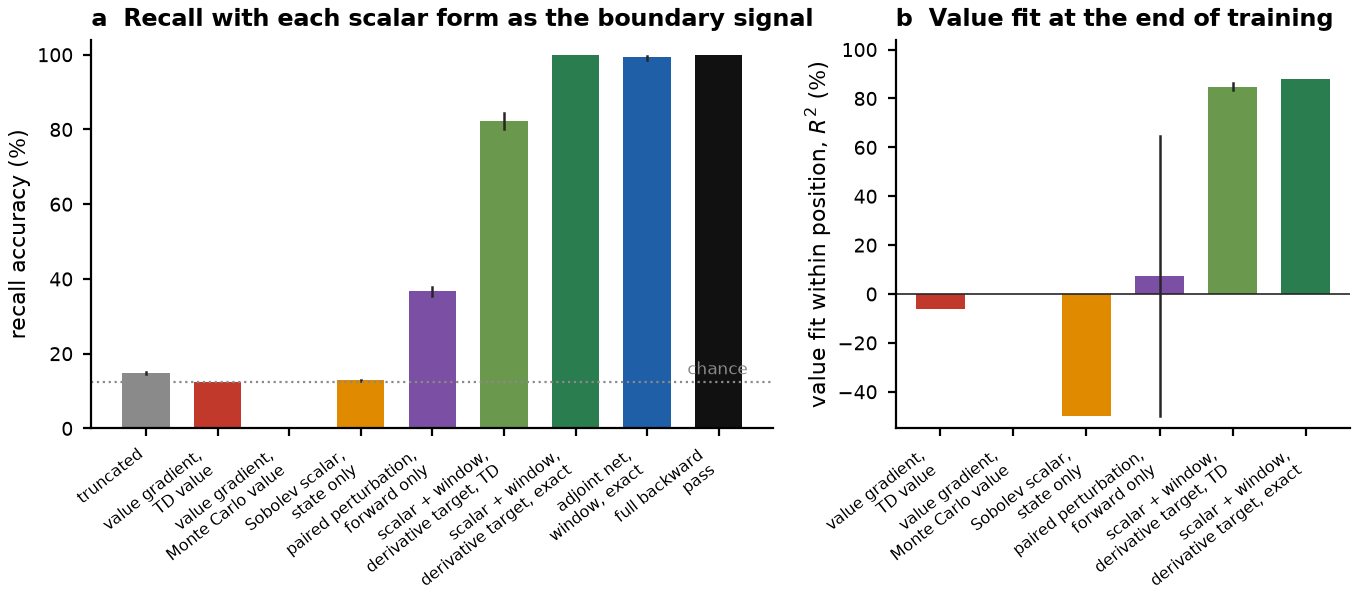 a  Recall with each scalar form as the boundary signal
recall accuracy (%)
100
80
60
40
20
0
chance
truncated
value gradient,
TD value
value gradient,
Monte Carlo value
Sobolev scalar,
state only
paired perturbation,
forward only
scalar + window,
derivative target, TD
scalar + window,
derivative target, exact
adjoint net,
window, exact
full backward
pass
b  Value fit at the end of training
value fit within position, R² (%)
100
80
60
40
20
0
−20
−40
value gradient,
TD value
value gradient,
Monte Carlo value
Sobolev scalar,
state only
paired perturbation,
forward only
scalar + window,
derivative target, TD
scalar + window,
derivative target, exact